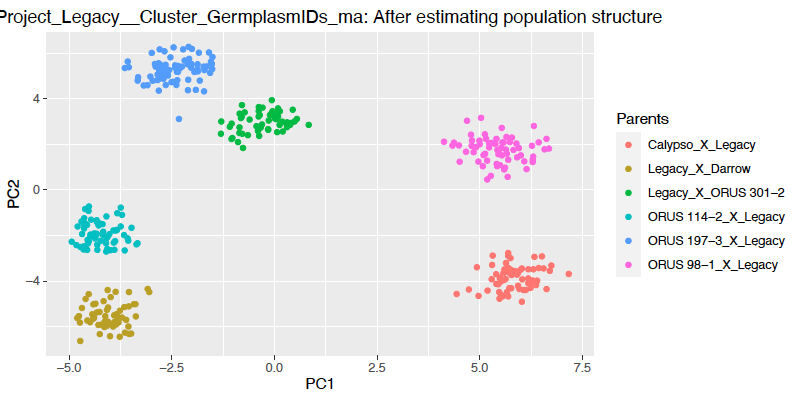 Project_Legacy__Cluster_GermplasmIDs_ma: After estimating population structure
PC2
4
0
−4
−5.0 −2.5 0.0 2.5 5.0 7.5
PC1
Parents
Calypso_X_Legacy
Legacy_X_Darrow
Legacy_X_ORUS 301−2
ORUS 114−2_X_Legacy
ORUS 197−3_X_Legacy
ORUS 98−1_X_Legacy